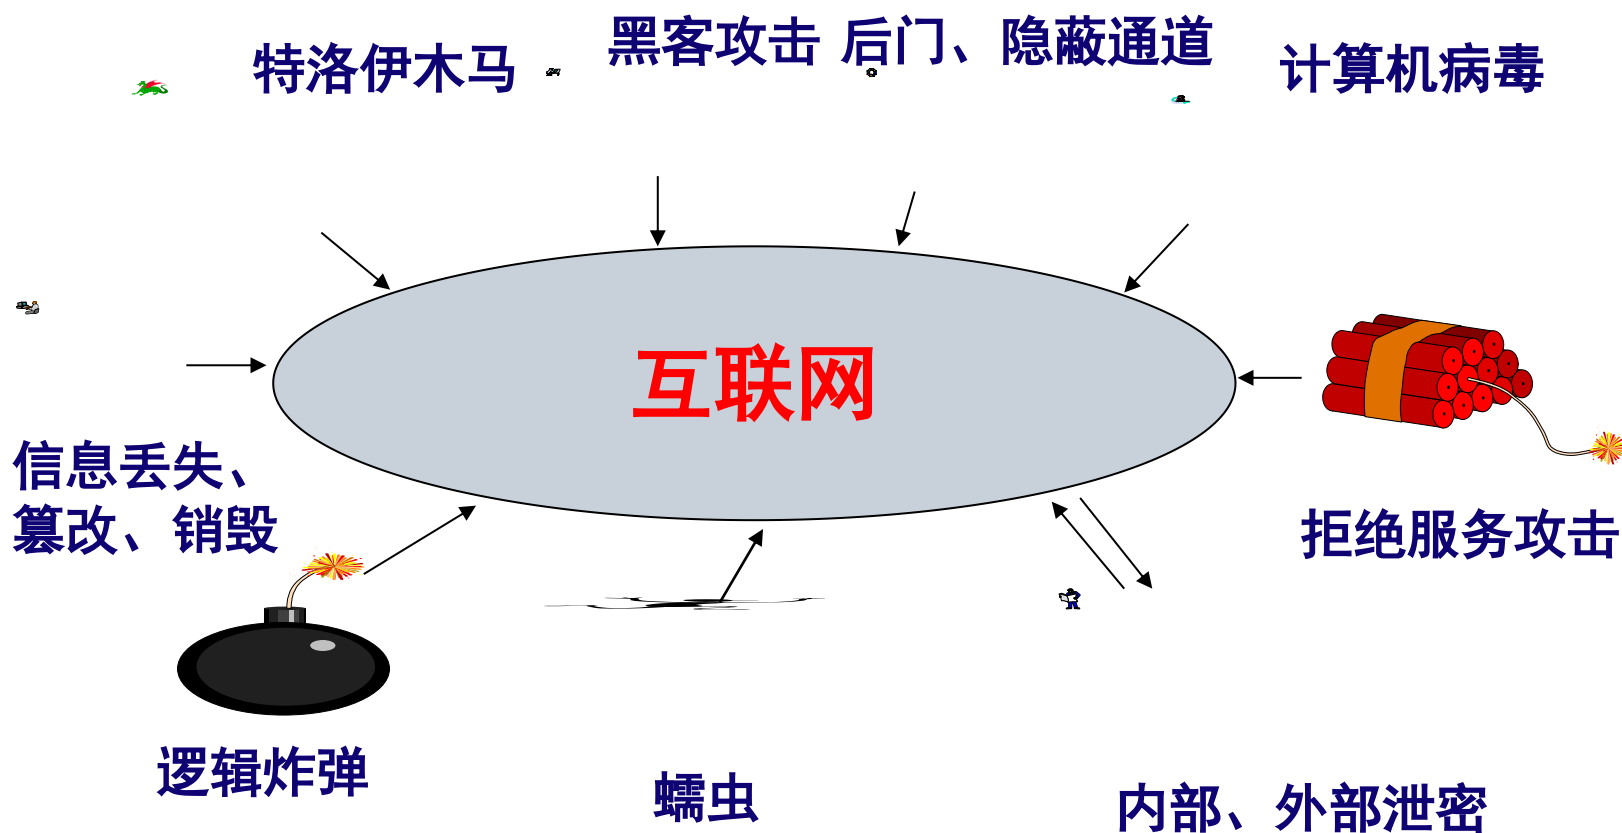 特洛伊木马
黑客攻击
后门、隐蔽通道
计算机病毒
互联网
信息丢失、
篡改、销毁
拒绝服务攻击
逻辑炸弹
蠕虫
内部、外部泄密